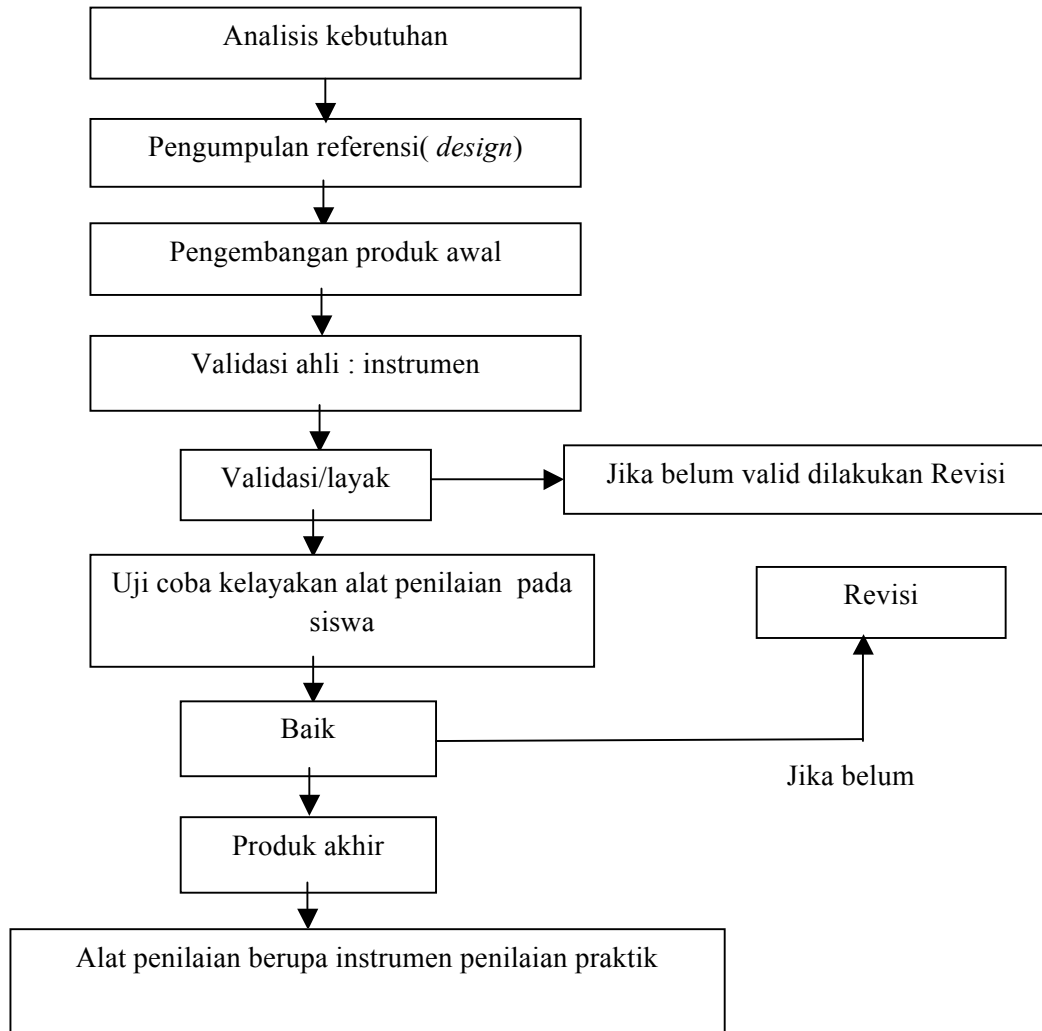 Analisis kebutuhan
Pengumpulan referensi( design)
Pengembangan produk awal
Validasi ahli : instrumen
Validasi/layak
Jika belum valid dilakukan Revisi
Uji coba kelayakan alat penilaian pada
siswa
Revisi
Baik
Jika belum
Produk akhir
Alat penilaian berupa instrumen penilaian praktik